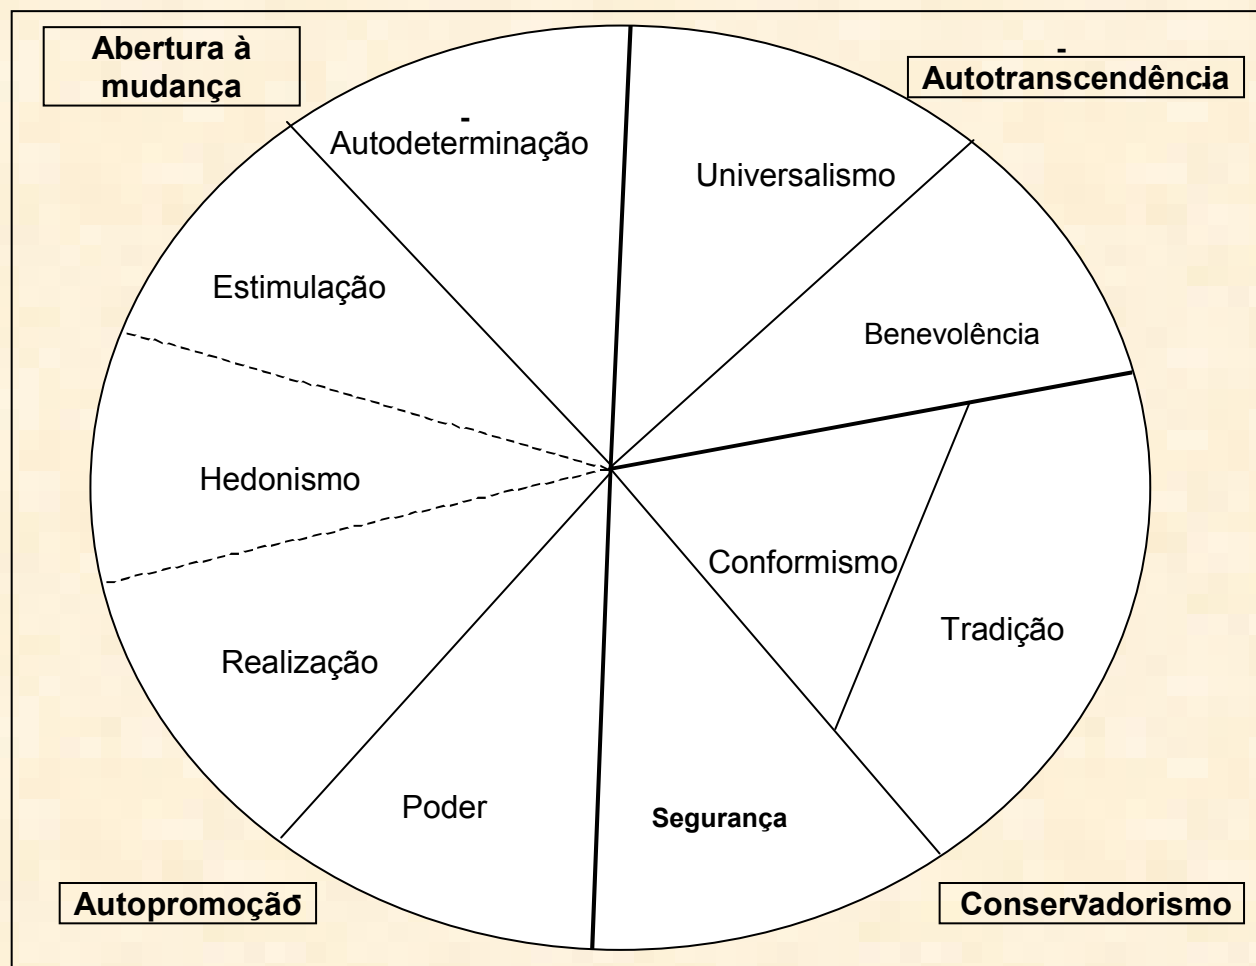 Abertura à
mudança
Autotranscendência
Autodeterminação
Universalismo
Estimulação
Benevolência
Hedonismo
Conformismo
Tradição
Realização
Poder
Segurança
Autopromoção
Conservadorismo